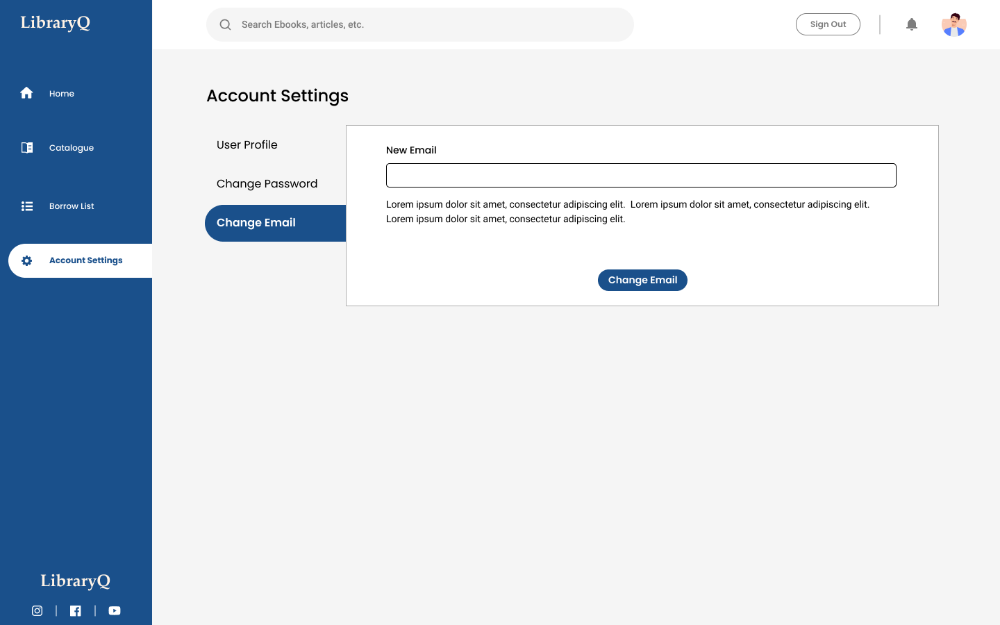 LibraryQ
Search Ebooks, articles, etc.
Sign Out
Home
Catalogue
Borrow List
Account Settings
Account Settings
User Profile
Change Password
Change Email
New Email
Lorem ipsum dolor sit amet, consectetur adipiscing elit.  Lorem ipsum dolor sit amet, consectetur adipiscing elit.
Lorem ipsum dolor sit amet, consectetur adipiscing elit.
Change Email
LibraryQ